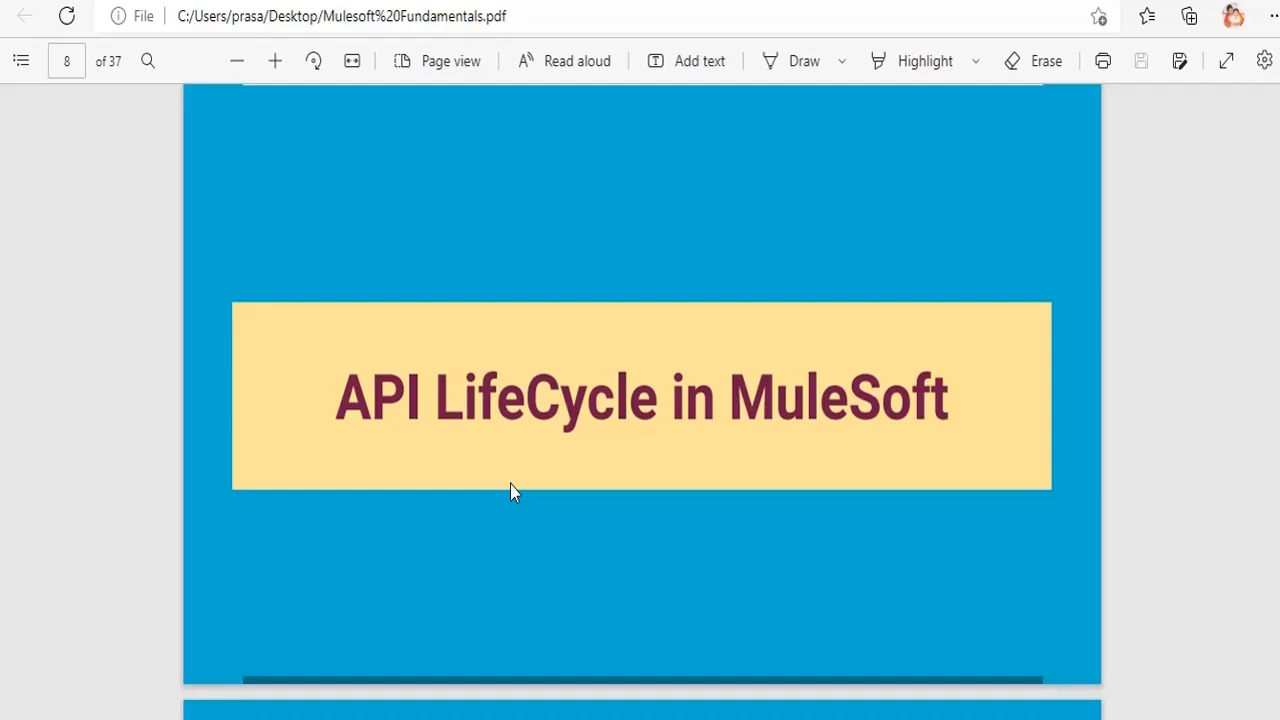 File C:/Users/prasa/Desktop/Mulesoft%20Fundamentals.pdf
8 of 37 Page view Read aloud Add text Draw Highlight Erase
API LifeCycle in MuleSoft